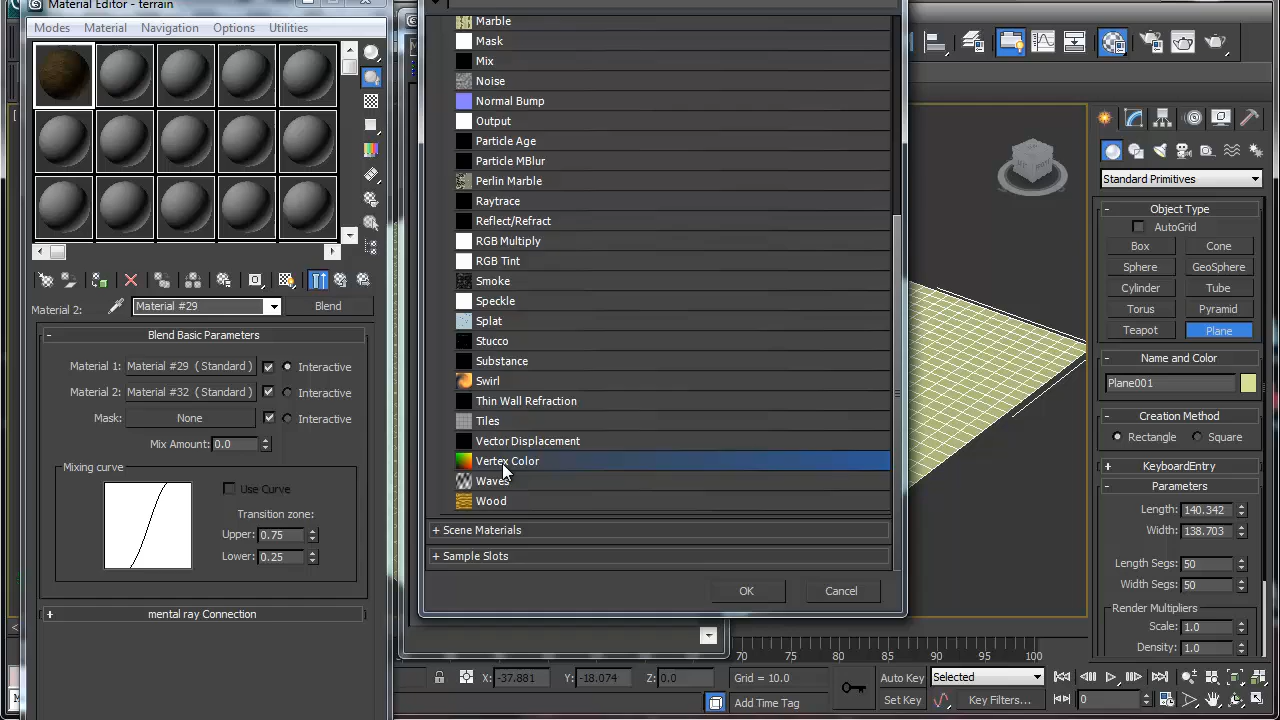 Material Editor - terrain
Modes Material Navigation Options Utilities
Material 2: Material #29 Blend
- Blend Basic Parameters
Material 1: Material #29 ( Standard ) Interactive
Material 2: Material #32 ( Standard ) Interactive
Mask: None Interactive
Mix Amount: 0.0
Mixing curve
Use Curve
Transition zone:
Upper: 0.75
Lower: 0.25
+ mental ray Connection
Marble
Mask
Mix
Noise
Normal Bump
Output
Particle Age
Particle MBlur
Perlin Marble
Raytrace
Reflect/Refract
RGB Multiply
RGB Tint
Smoke
Speckle
Splat
Stucco
Substance
Swirl
Thin Wall Refraction
Tiles
Vector Displacement
Vertex Color
Waves
Wood
+ Scene Materials
+ Sample Slots
OK Cancel
Standard Primitives
- Object Type
AutoGrid
Box Cone
Sphere GeoSphere
Cylinder Tube
Torus Pyramid
Teapot Plane
- Name and Color
Plane001
- Creation Method
Rectangle Square
+ KeyboardEntry
- Parameters
Length: 140.342
Width: 138.703
Length Segs: 50
Width Segs: 50
Render Multipliers
Scale: 1.0
Density: 1.0
70 75 80 85 90 95 100
X: -37.881 Y: -18.074 Z: 0.0 Grid = 10.0 Auto Key Selected
Add Time Tag Set Key Key Filters... 0